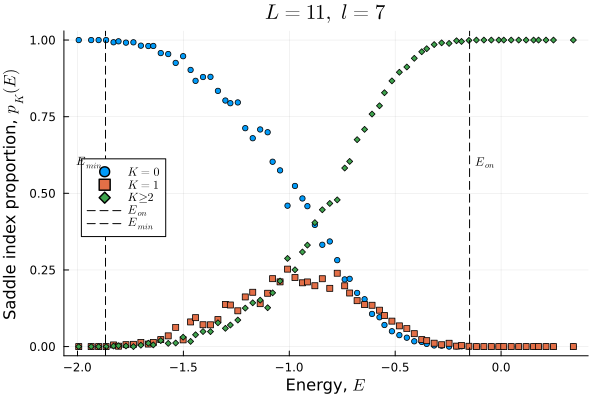 L = 11, l = 7
Saddle index proportion, p_K(E)
1.00
0.75
0.50
0.25
0.00
E_min
K = 0
K = 1
K ≥ 2
E_on
E_min
E_on
−2.0 −1.5 −1.0 −0.5 0.0
Energy, E